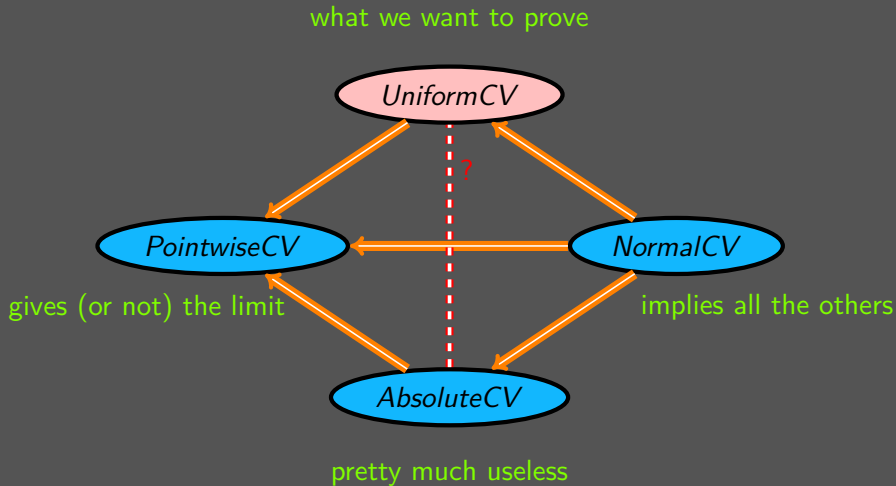 what we want to prove
UniformCV
?
PointwiseCV
NormalCV
gives (or not) the limit
implies all the others
AbsoluteCV
pretty much useless